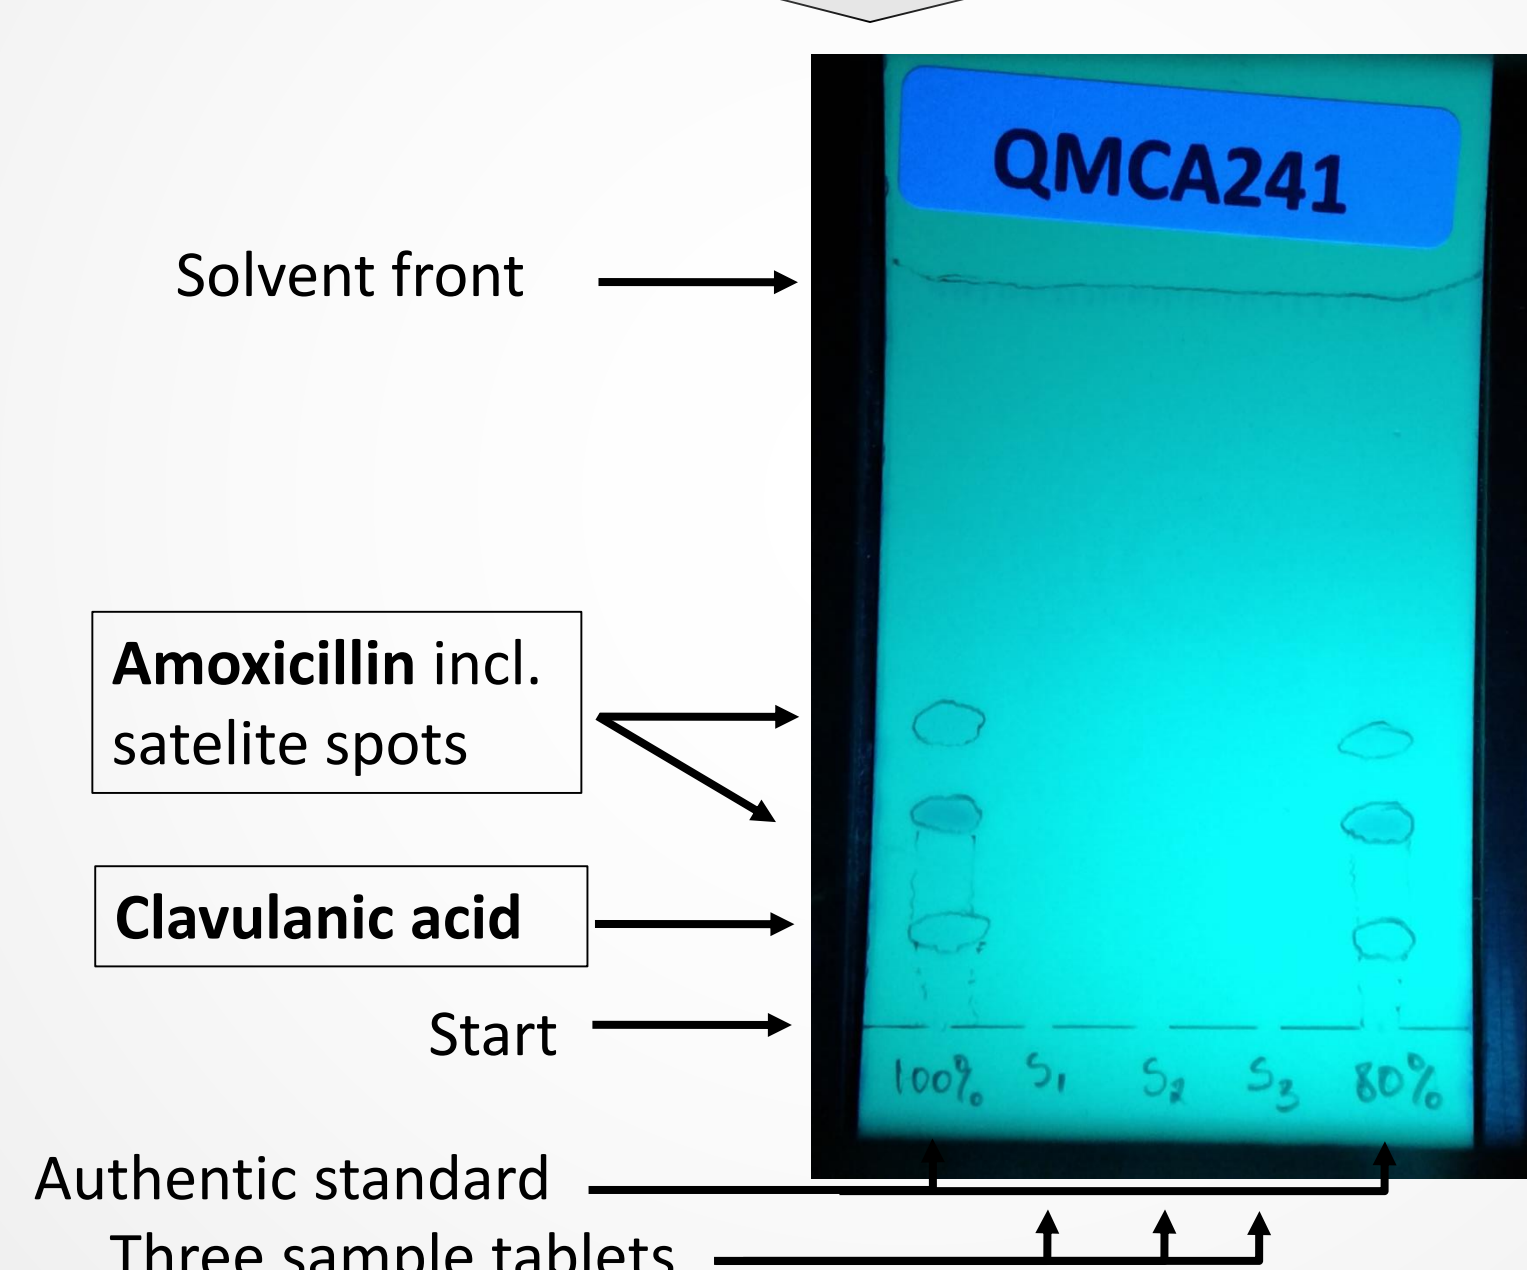 QMCA241
Solvent front
Amoxicillin incl.
satelite spots
Clavulanic acid
Start
100% S1 S2 S3 80%
Authentic standard
Three sample tablets